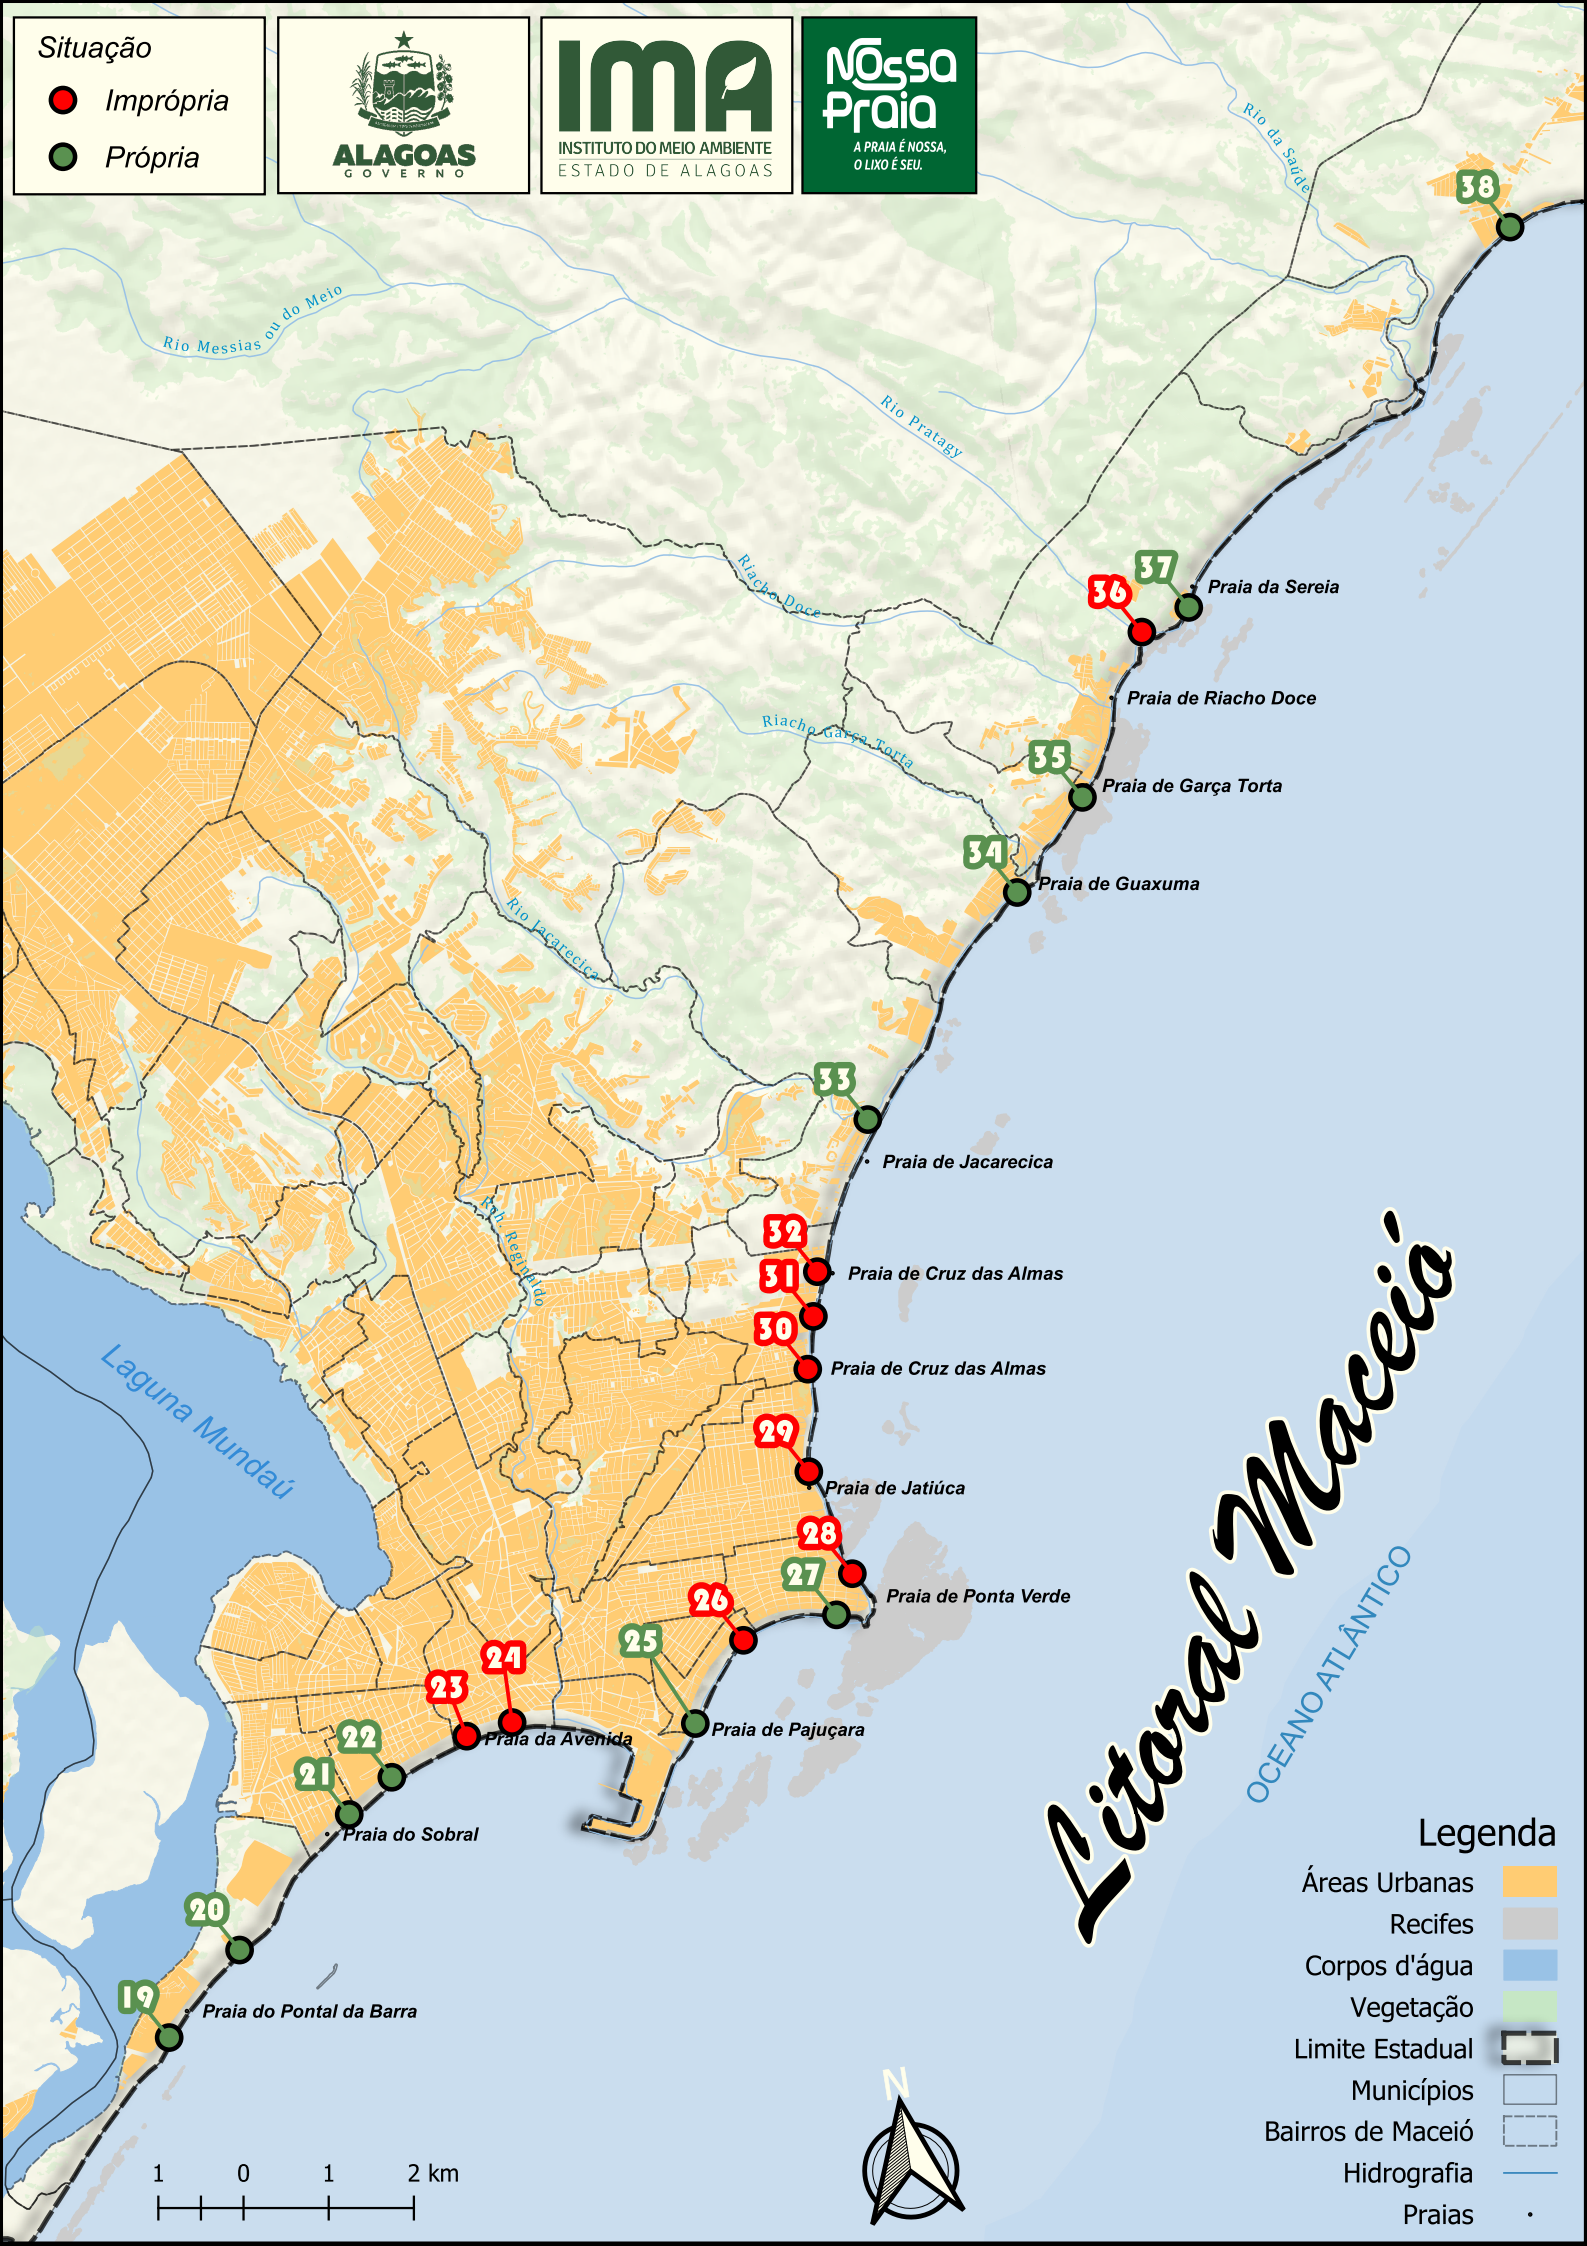 Situação
Imprópria
Própria
ALAGOAS
GOVERNO
IMA
INSTITUTO DO MEIO AMBIENTE
ESTADO DE ALAGOAS
Nossa
Praia
A PRAIA É NOSSA,
O LIXO É SEU.
Rio da Saúde
38
Rio Messias ou do Meio
Rio Pratagy
Riacho Doce
37
36
Praia da Sereia
Praia de Riacho Doce
Riacho Garça Torta
35
Praia de Garça Torta
34
Praia de Guaxuma
Rio Jacarecica
33
Praia de Jacarecica
Rch. Reginaldo
32
31
Praia de Cruz das Almas
30
Praia de Cruz das Almas
Laguna Mundaú
29
Praia de Jatiúca
28
27
Praia de Ponta Verde
26
25
24
23
Praia de Pajuçara
Praia da Avenida
22
21
Praia do Sobral
20
19
Praia do Pontal da Barra
Litoral Maceió
OCEANO ATLÂNTICO
Legenda
Áreas Urbanas
Recifes
Corpos d'água
Vegetação
Limite Estadual
Municípios
Bairros de Maceió
Hidrografia
Praias
N
1 0 1 2 km